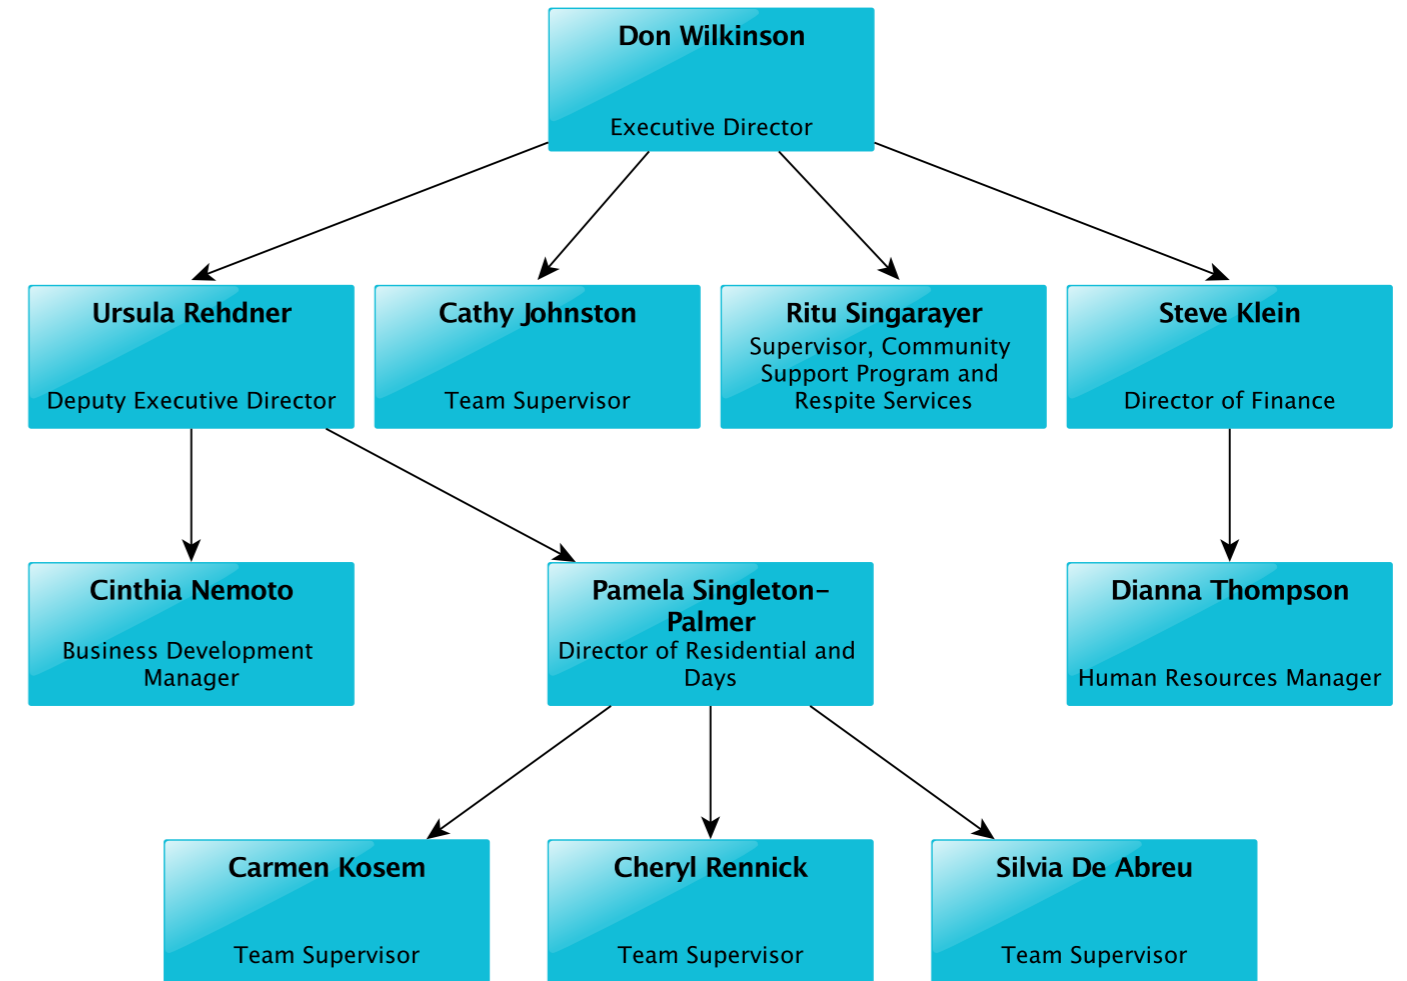 Don Wilkinson
Executive Director
Ursula Rehdner
Deputy Executive Director
Cathy Johnston
Team Supervisor
Ritu Singarayer
Supervisor, Community
Support Program and
Respite Services
Steve Klein
Director of Finance
Cinthia Nemoto
Business Development
Manager
Pamela Singleton-
Palmer
Director of Residential and
Days
Dianna Thompson
Human Resources Manager
Carmen Kosem
Team Supervisor
Cheryl Rennick
Team Supervisor
Silvia De Abreu
Team Supervisor